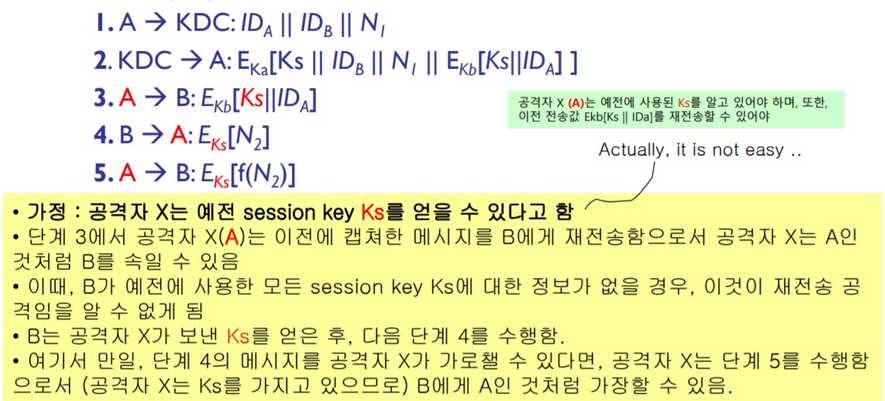 1. A → KDC: ID_A || ID_B || N_1
2. KDC → A: E_Ka[Ks || ID_B || N_1 || E_Kb[Ks||ID_A] ]
3. A → B: E_Kb[Ks||ID_A]
4. B → A: E_Ks[N_2]
5. A → B: E_Ks[f(N_2)]
공격자 X (A)는 예전에 사용된 Ks를 알고 있어야 하며, 또한,
이전 전송값 Ekb[Ks || IDa]를 재전송할 수 있어야
Actually, it is not easy ..
• 가정 : 공격자 X는 예전 session key Ks를 얻을 수 있다고 함
• 단계 3에서 공격자 X(A)는 이전에 캡쳐한 메시지를 B에게 재전송함으로서 공격자 X는 A인
것처럼 B를 속일 수 있음
• 이때, B가 예전에 사용한 모든 session key Ks에 대한 정보가 없을 경우, 이것이 재전송 공
격임을 알 수 없게 됨
• B는 공격자 X가 보낸 Ks를 얻은 후, 다음 단계 4를 수행함.
• 여기서 만일, 단계 4의 메시지를 공격자 X가 가로챌 수 있다면, 공격자 X는 단계 5를 수행함
으로서 (공격자 X는 Ks를 가지고 있으므로) B에게 A인 것처럼 가장할 수 있음.